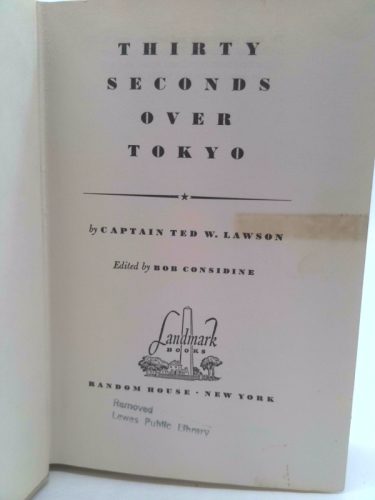 THIRTY
SECONDS
OVER
TOKYO
by CAPTAIN TED W. LAWSON
Edited by BOB CONSIDINE
Landmark
BOOKS
RANDOM HOUSE · NEW YORK
Removed
Lewes Public Library